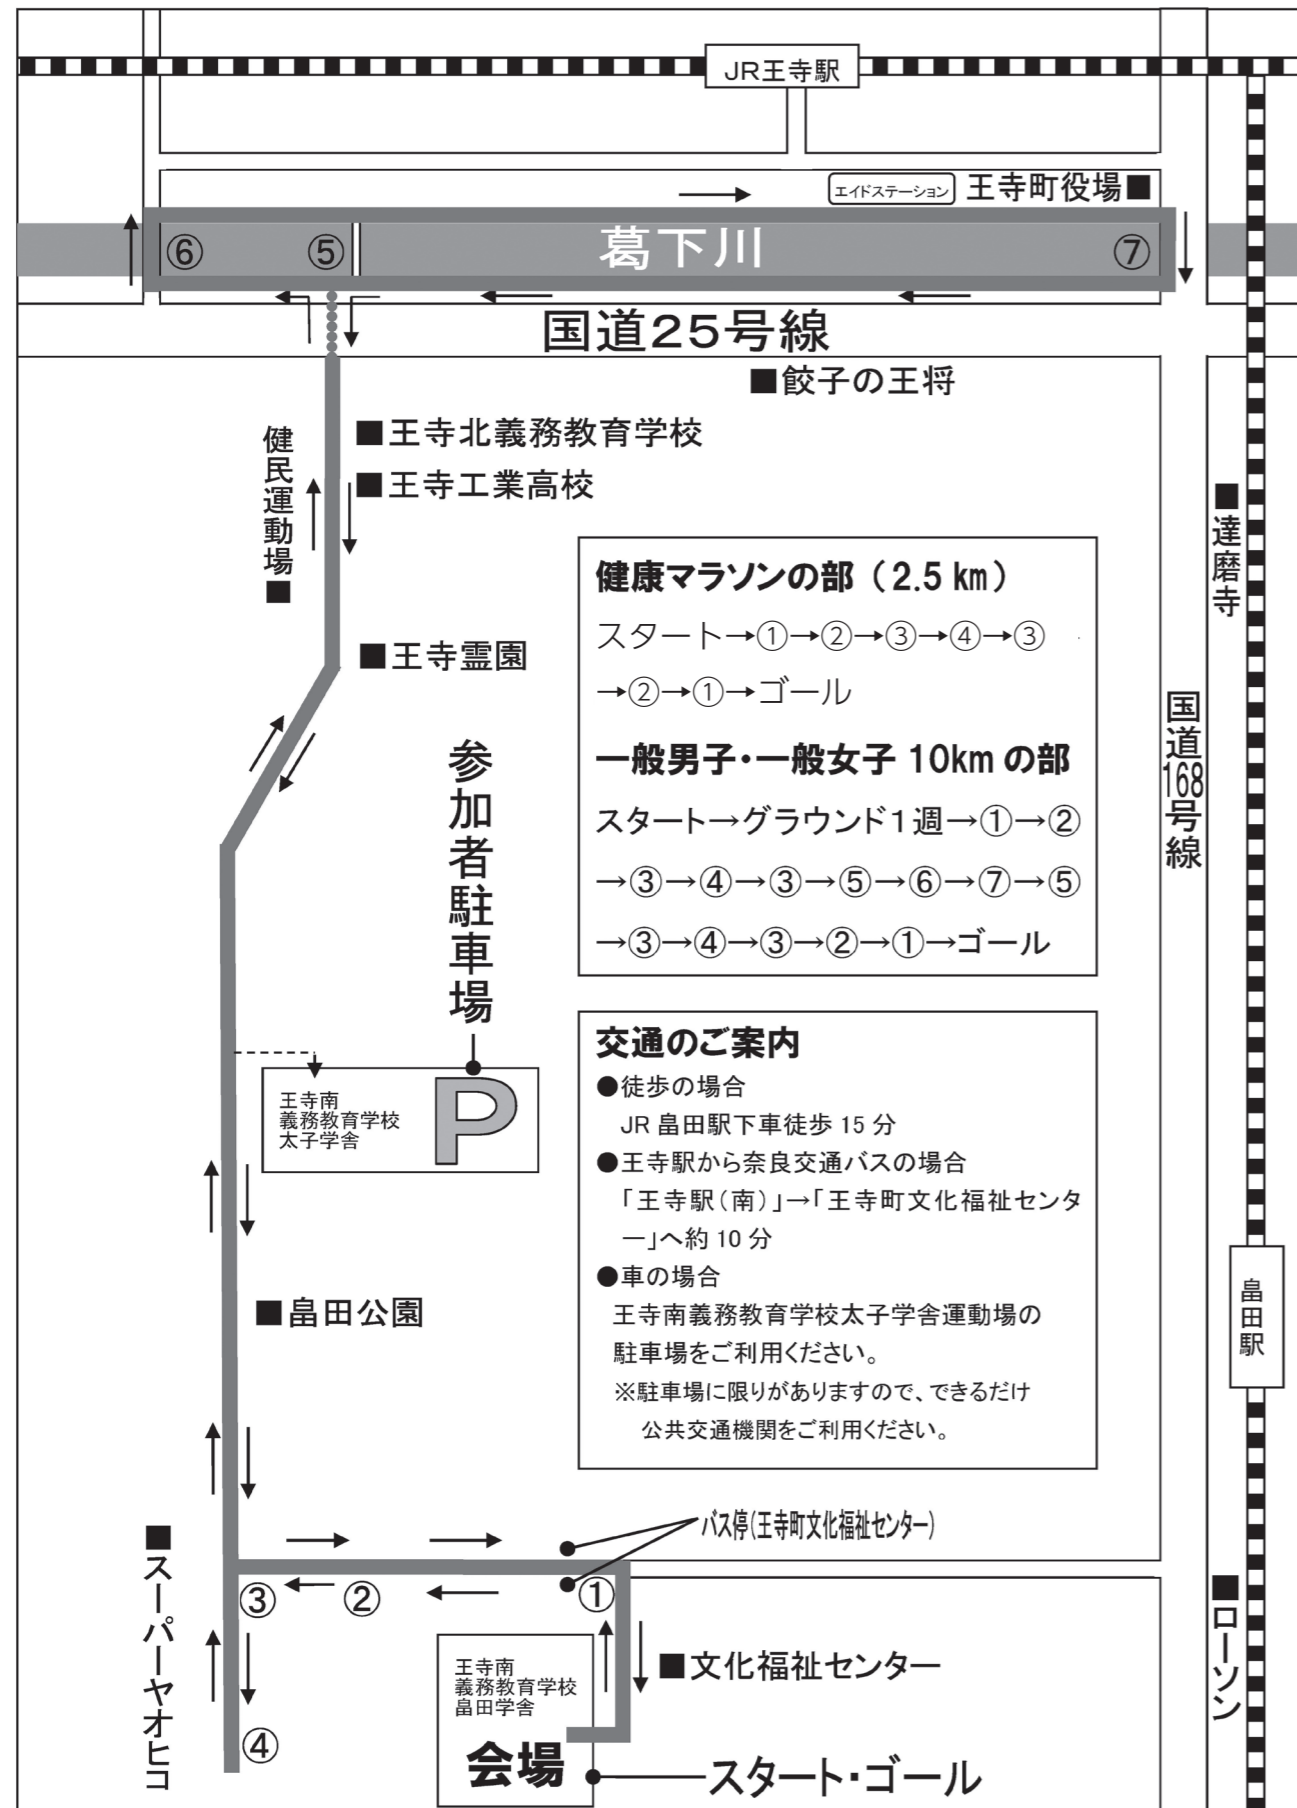 JR王寺駅
エイドステーション
王寺町役場■
⑥
⑤
葛下川
⑦
国道25号線
■餃子の王将
■王寺北義務教育学校
■王寺工業高校
健民運動場■
■達磨寺
■王寺霊園
健康マラソンの部（2.5 km）
スタート→①→②→③→④→③
→②→①→ゴール
一般男子・一般女子 10km の部
スタート→グラウンド1週→①→②
→③→④→③→⑤→⑥→⑦→⑤
→③→④→③→②→①→ゴール
国道168号線
参加者駐車場
王寺南
義務教育学校
太子学舎
P
交通のご案内
●徒歩の場合
JR 畠田駅下車徒歩 15 分
●王寺駅から奈良交通バスの場合
「王寺駅（南）」→「王寺町文化福祉センタ
ー」へ約 10 分
●車の場合
王寺南義務教育学校太子学舎運動場の
駐車場をご利用ください。
※駐車場に限りがありますので、できるだけ
公共交通機関をご利用ください。
畠田駅
■畠田公園
バス停(王寺町文化福祉センター)
■スーパーヤオヒコ
③
②
①
■ローソン
王寺南
義務教育学校
畠田学舎
■文化福祉センター
④
会場
スタート・ゴール